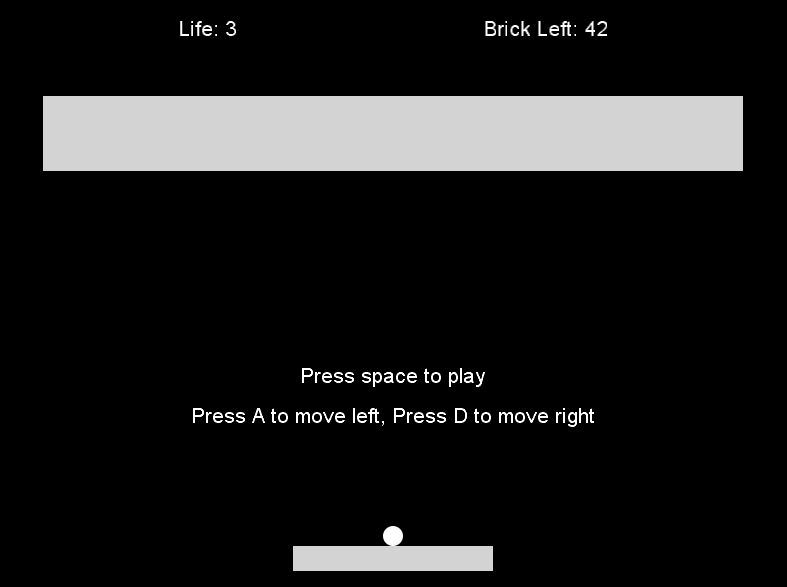 Life: 3 Brick Left: 42
Press space to play
Press A to move left, Press D to move right